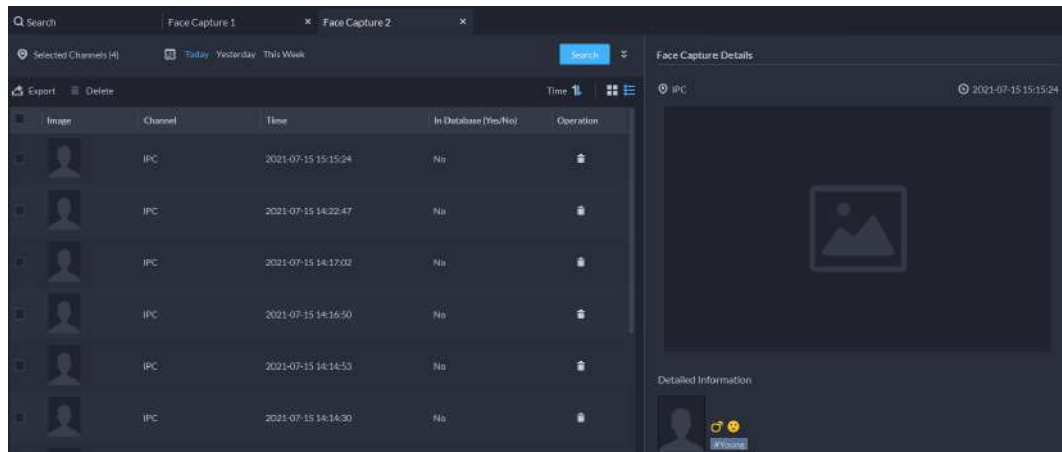 Search Face Capture 1 × Face Capture 2 ×
Selected Channels (4) Today Yesterday This Week Search
Export Delete Time
Image Channel Time In Database (Yes/No) Operation
IPC 2021-07-15 15:15:24 No
IPC 2021-07-15 14:22:47 No
IPC 2021-07-15 14:17:02 No
IPC 2021-07-15 14:16:50 No
IPC 2021-07-15 14:14:53 No
IPC 2021-07-15 14:14:30 No
Face Capture Details
IPC 2021-07-15 15:15:24
Detailed Information
#Young